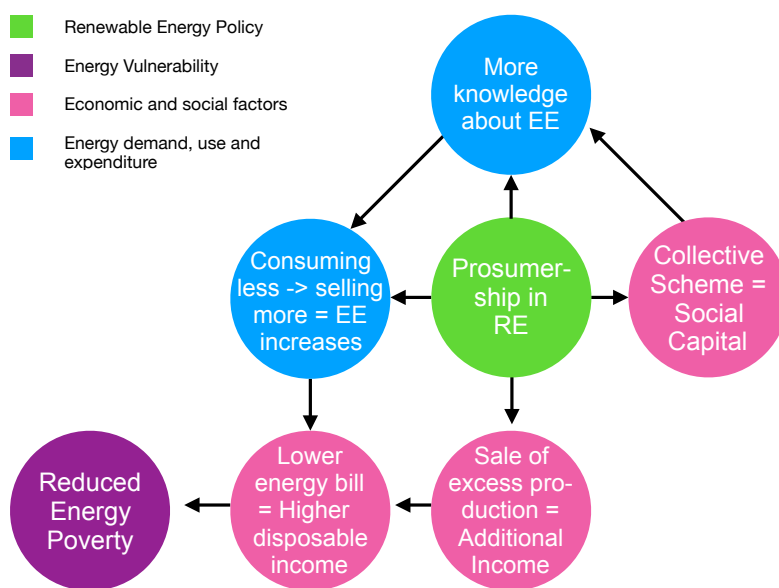 Renewable Energy Policy
Energy Vulnerability
Economic and social factors
Energy demand, use and
expenditure
More
knowledge
about EE
Consuming
less -> selling
more = EE
increases
Prosumer-
ship in
RE
Collective
Scheme =
Social
Capital
Reduced
Energy
Poverty
Lower
energy bill
= Higher
disposable
income
Sale of
excess pro-
duction =
Additional
Income